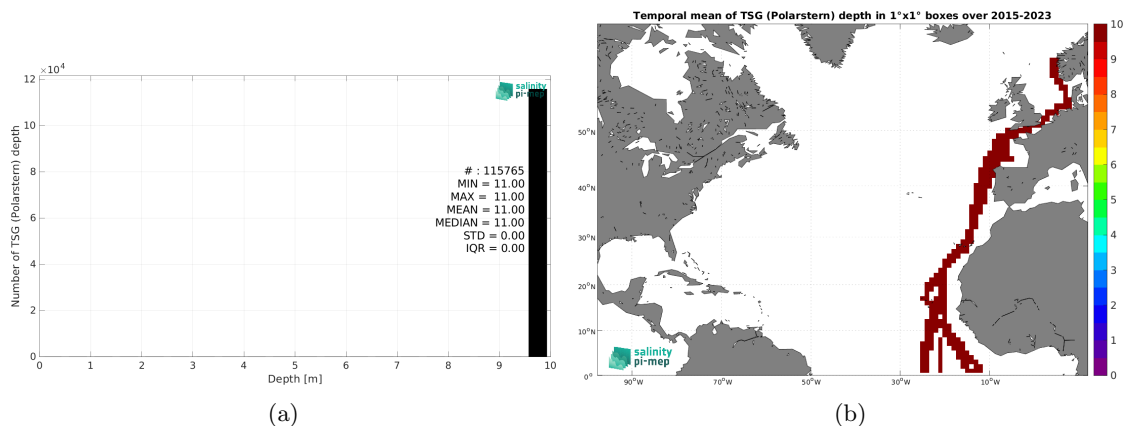 ×10⁴
12
10
8
6
4
2
0
Number of TSG (Polarstern) depth
salinity
pi-mep
# : 115765
MIN = 11.00
MAX = 11.00
MEAN = 11.00
MEDIAN = 11.00
STD = 0.00
IQR = 0.00
0 1 2 3 4 5 6 7 8 9 10
Depth [m]
(a)
Temporal mean of TSG (Polarstern) depth in 1°x1° boxes over 2015-2023
50°N
40°N
30°N
20°N
10°N
0°
90°W 70°W 50°W 30°W 10°W
salinity
pi-mep
10
9
8
7
6
5
4
3
2
1
0
(b)